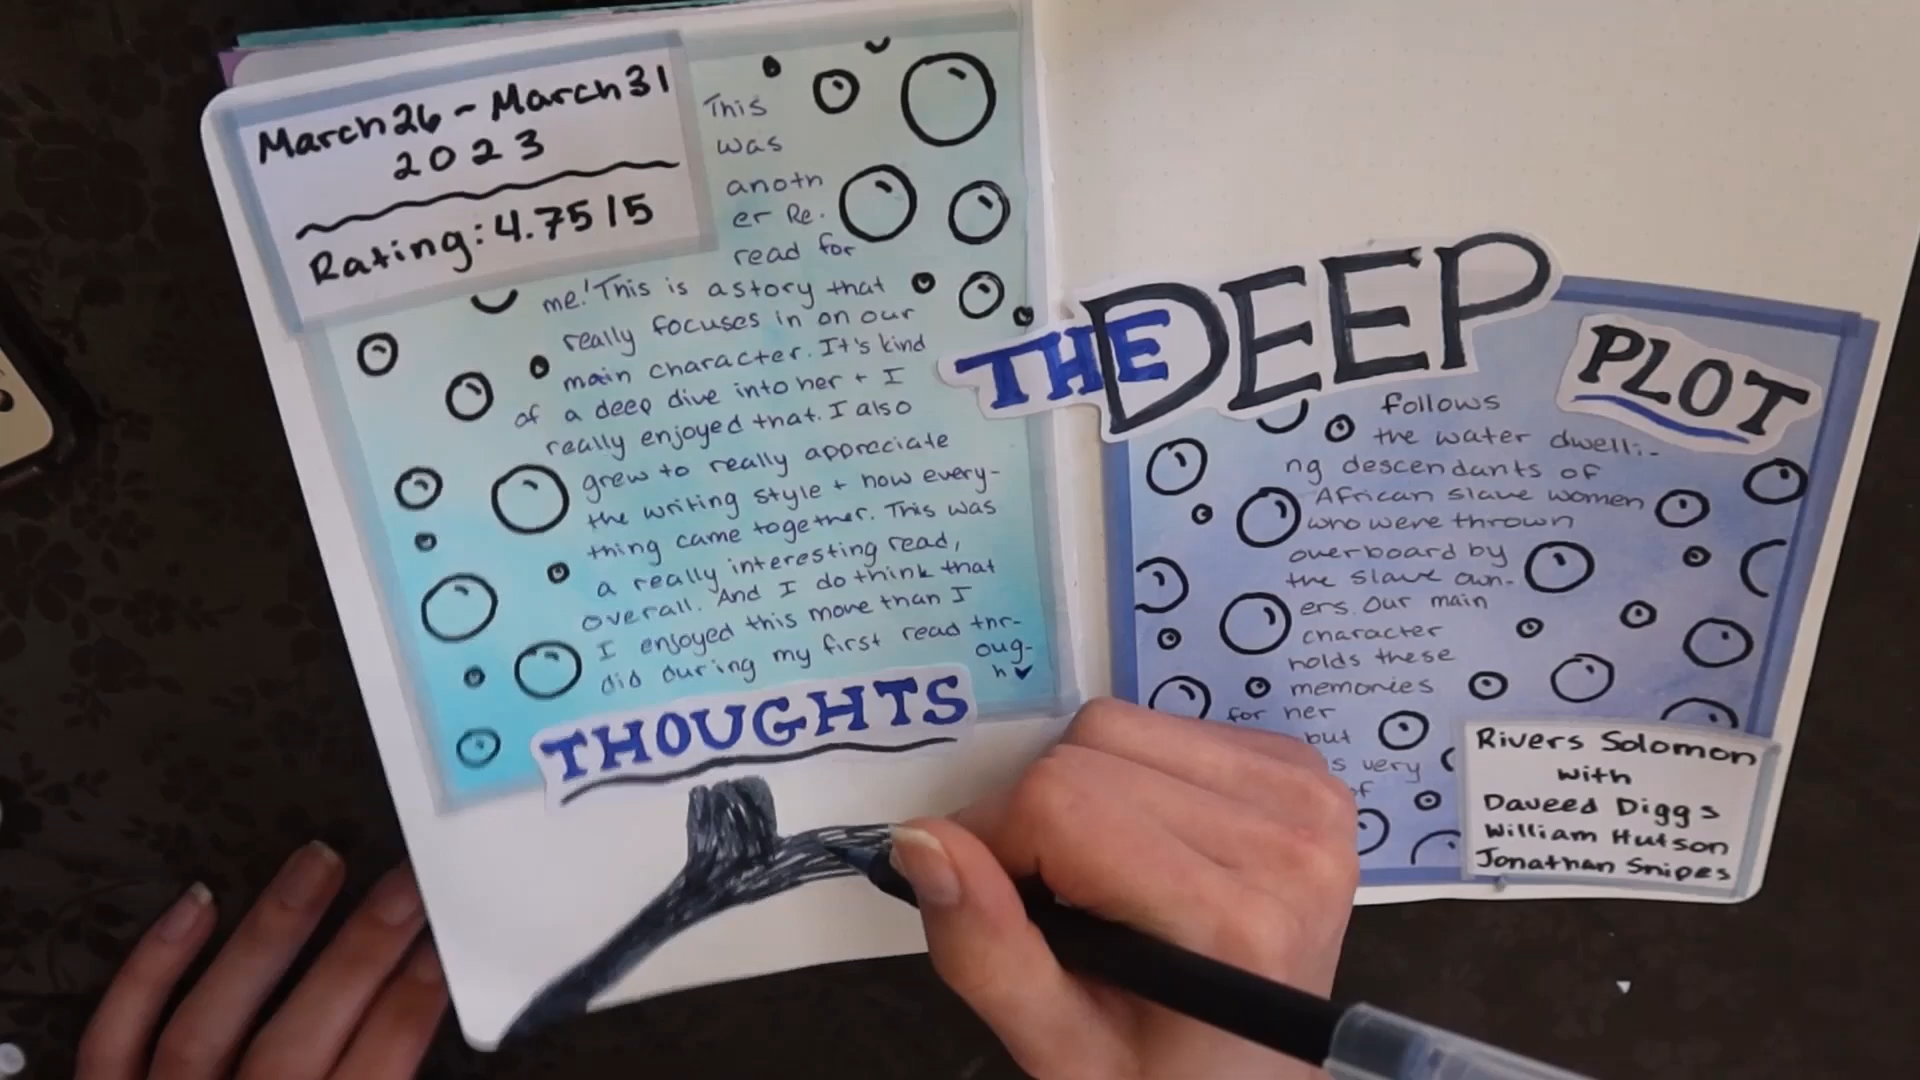 March 26 - March 31
2023
Rating: 4.75/5
This
was
anoth
er Re-
read for
me! This is a story that
really focuses in on our
main character. It's kind
of a deep dive into her + I
really enjoyed that. I also
grew to really appreciate
the writing style + how every-
thing came together. This was
a really interesting read,
overall. And I do think that
I enjoyed this more than I
did during my first read thr-
oug-
h
THOUGHTS
THE DEEP
PLOT
follows
the water dwelli-
ng descendants of
African slave women
who were thrown
overboard by
the slave own-
ers. Our main
character
holds these
memories
for her
but
is very
of
Rivers Solomon
with
Daveed Diggs
William Hutson
Jonathan Snipes